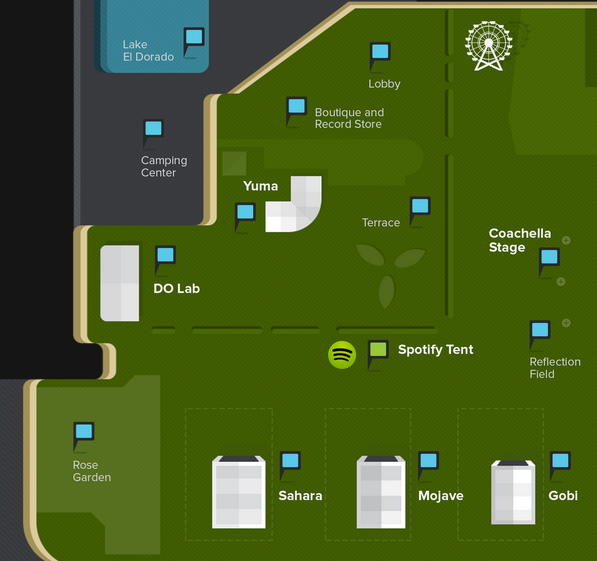 Lake
El Dorado
Lobby
Boutique and
Record Store
Camping
Center
Yuma
Terrace
Coachella
Stage
DO Lab
Spotify Tent
Reflection
Field
Rose
Garden
Sahara
Mojave
Gobi